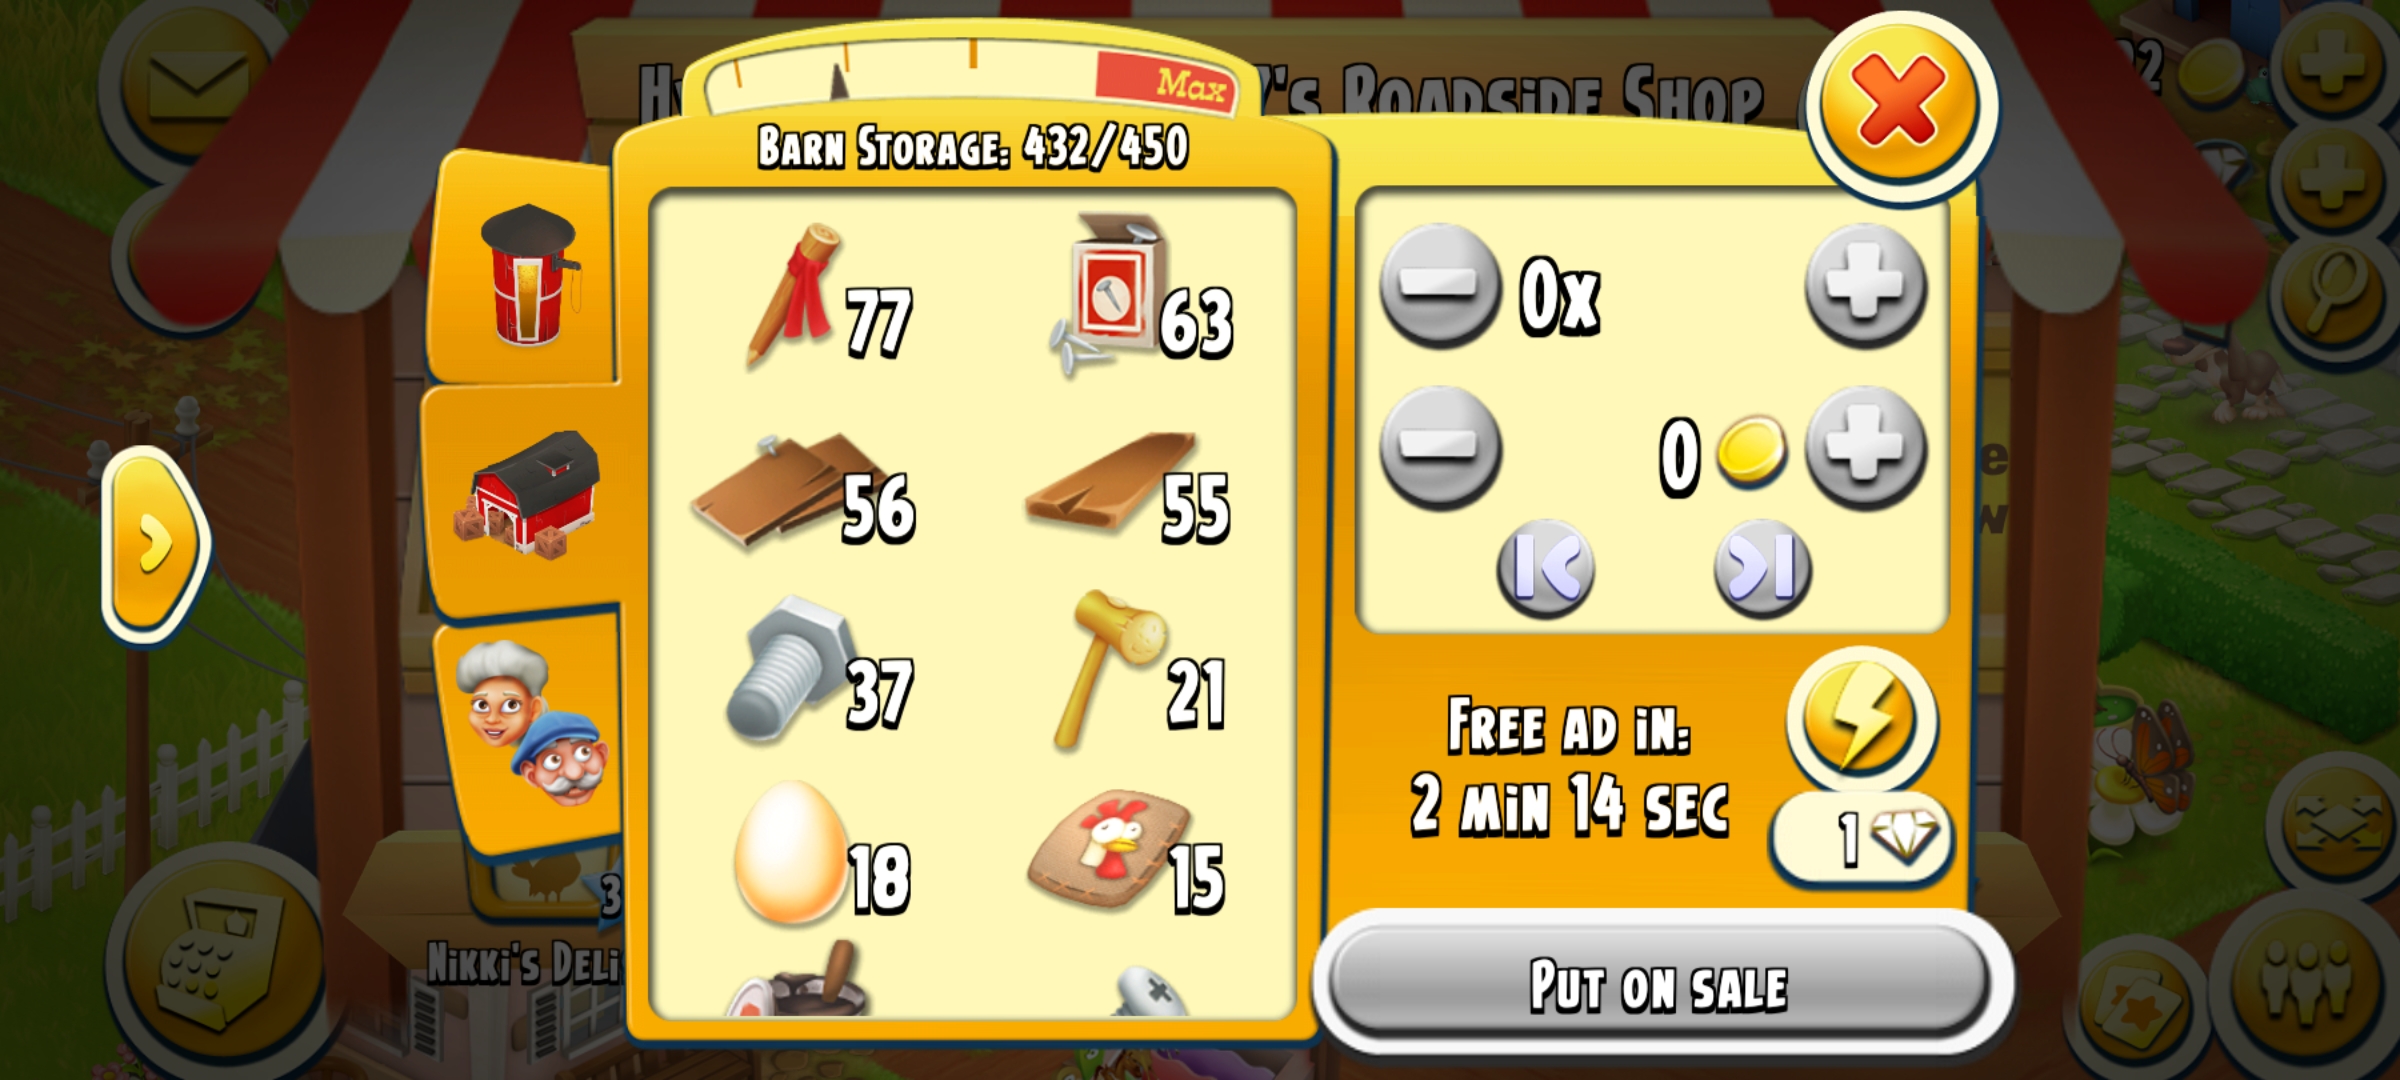 'S ROADSIDE SHOP
Max
BARN STORAGE: 432/450
77
63
56
55
37
21
18
15
0x
0
FREE AD IN:
2 MIN 14 SEC
1
PUT ON SALE
3
NIKKI'S DELI